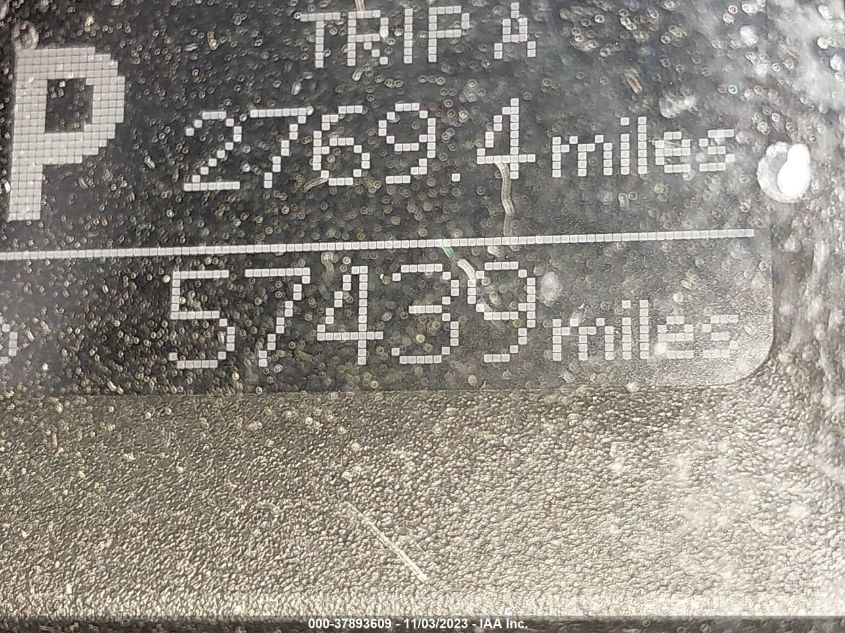 TRIP A
P
2769.4 miles
57439 miles
000-37893609 - 11/03/2023 - IAA Inc.